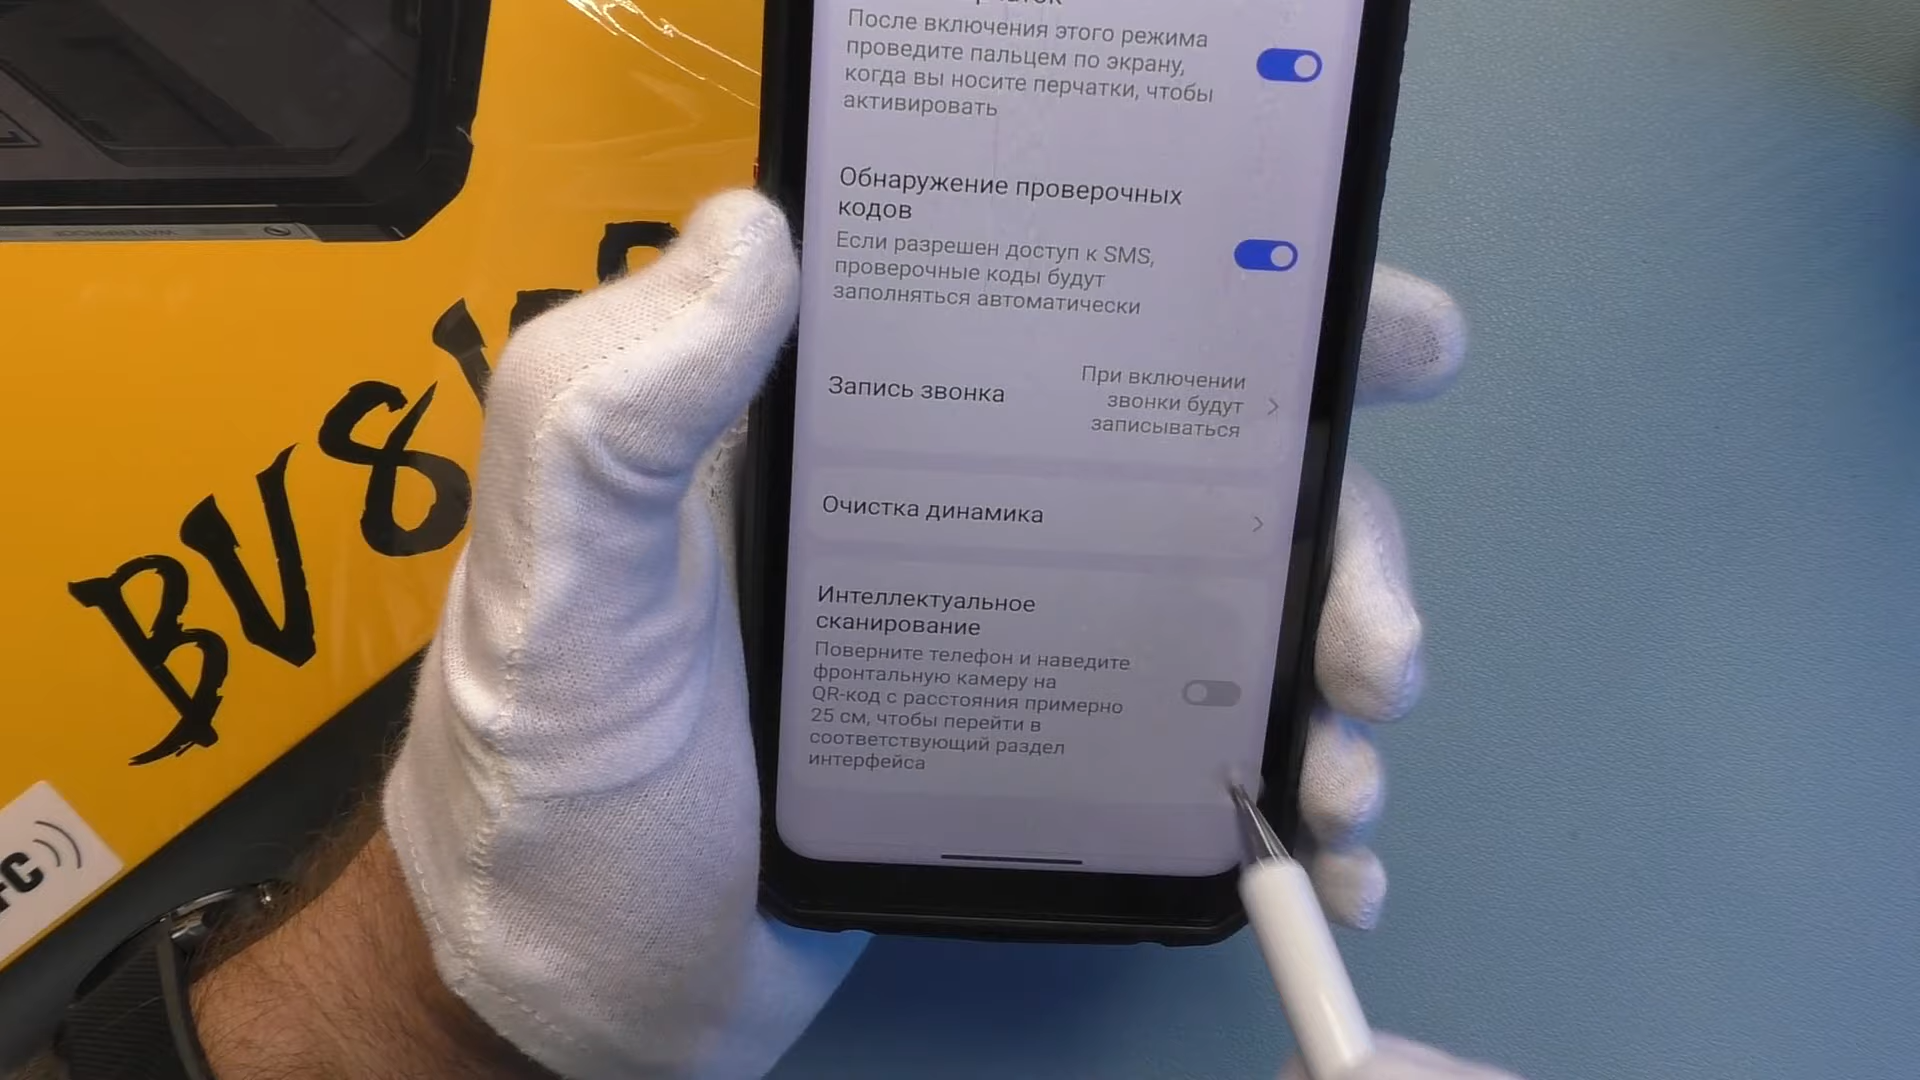 После включения этого режима
проведите пальцем по экрану,
когда вы носите перчатки, чтобы
активировать
Обнаружение проверочных
кодов
Если разрешен доступ к SMS,
проверочные коды будут
заполняться автоматически
Запись звонка
При включении
звонки будут
записываться
Очистка динамика
Интеллектуальное
сканирование
Поверните телефон и наведите
фронтальную камеру на
QR-код с расстояния примерно
25 см, чтобы перейти в
соответствующий раздел
интерфейса
WATERPROOF
BV8
FC